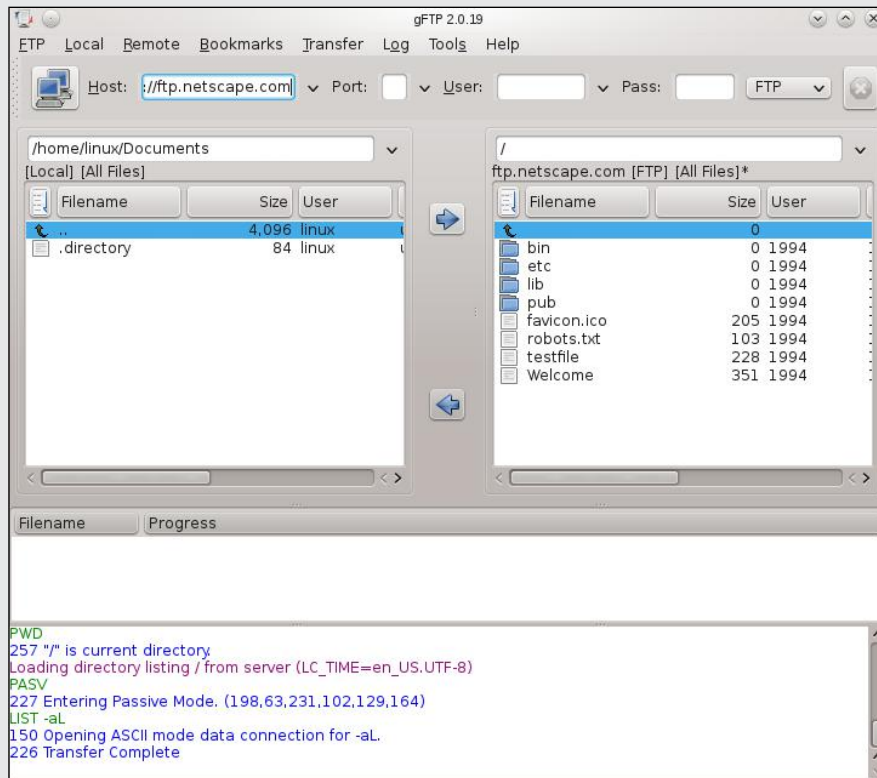 gFTP 2.0.19
FTP Local Remote Bookmarks Transfer Log Tools Help
Host: ://ftp.netscape.com Port: User: Pass: FTP
/home/linux/Documents
[Local] [All Files]
Filename Size User
.. 4,096 linux
.directory 84 linux
/
ftp.netscape.com [FTP] [All Files]*
Filename Size User
0
bin 0 1994
etc 0 1994
lib 0 1994
pub 0 1994
favicon.ico 205 1994
robots.txt 103 1994
testfile 228 1994
Welcome 351 1994
Filename Progress
PWD
257 "/" is current directory.
Loading directory listing / from server (LC_TIME=en_US.UTF-8)
PASV
227 Entering Passive Mode. (198,63,231,102,129,164)
LIST -aL
150 Opening ASCII mode data connection for -aL.
226 Transfer Complete